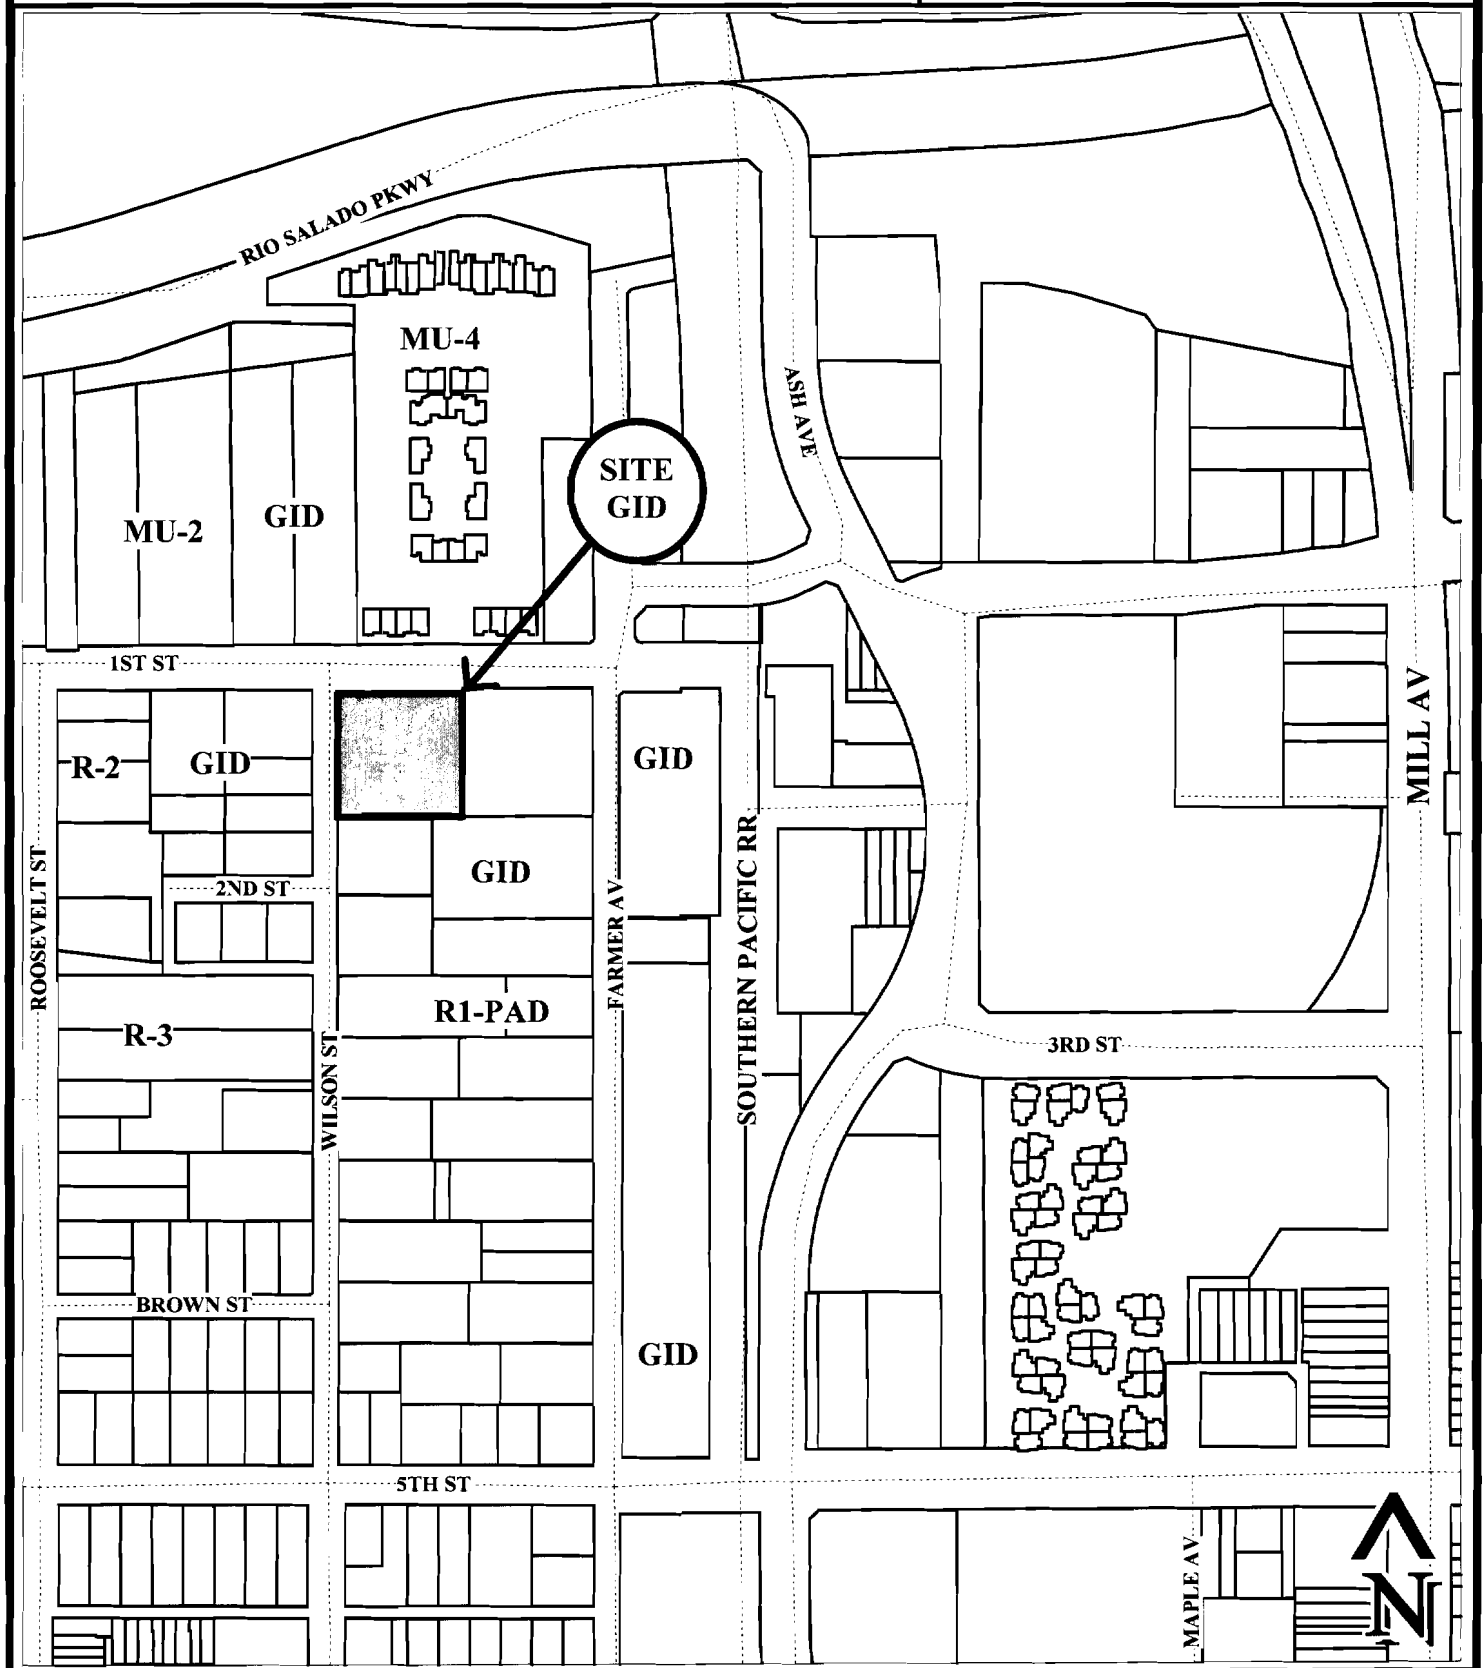 RIO SALADO PKWY
MU-4
ASH AVE
SITE
GID
MU-2
GID
1ST ST
R-2
GID
GID
MILL AV
GID
2ND ST
ROOSEVELT ST
FARMER AV
SOUTHERN PACIFIC RR
R1-PAD
R-3
WILSON ST
3RD ST
BROWN ST
GID
5TH ST
MAPLE AV
N